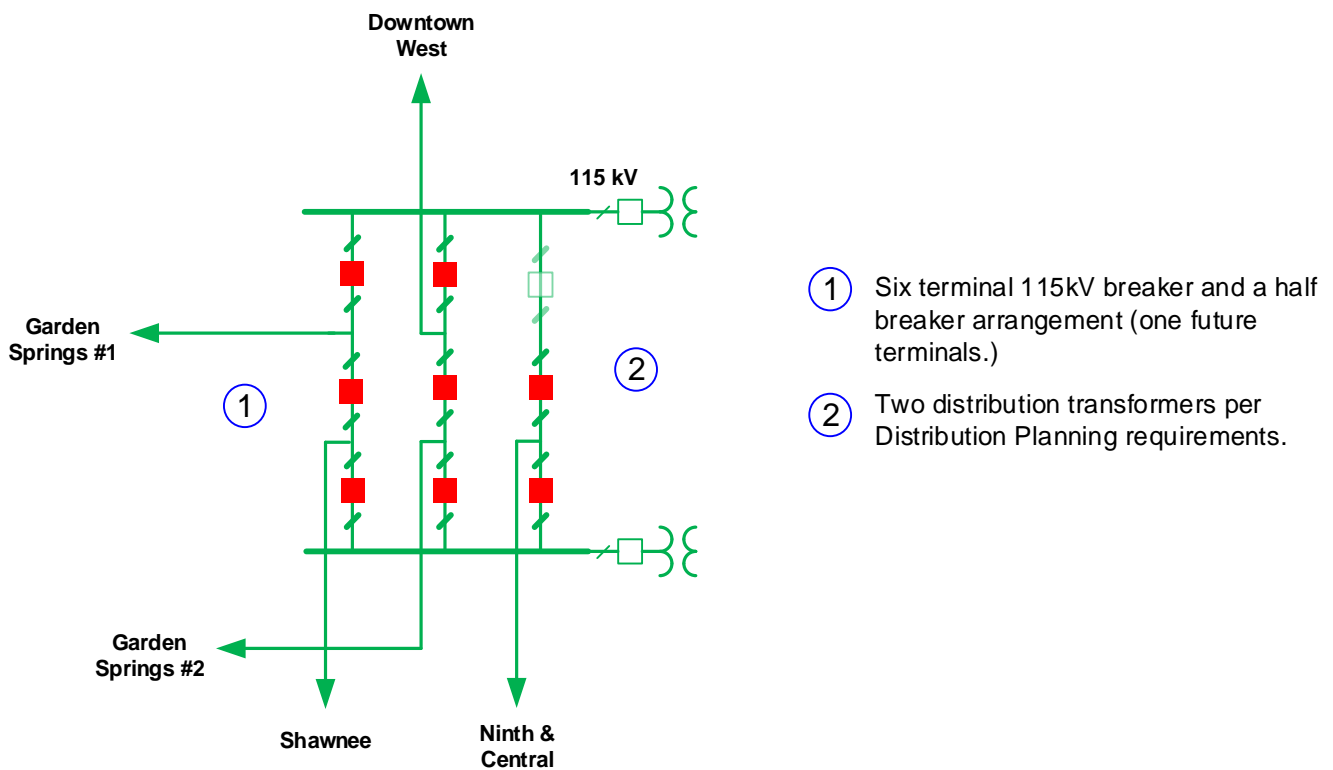 Downtown
West
115 kV
Garden
Springs #1
1
2
Garden
Springs #2
Shawnee
Ninth &
Central
1
Six terminal 115kV breaker and a half
breaker arrangement (one future
terminals.)
2
Two distribution transformers per
Distribution Planning requirements.